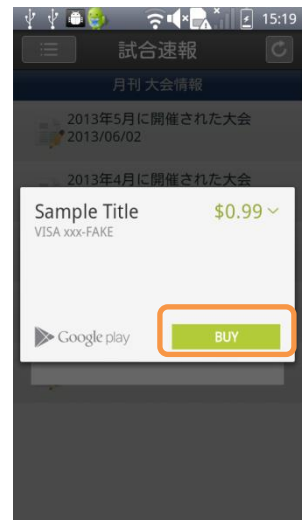 15:19
試合速報
月刊 大会情報
2013年5月に開催された大会
2013/06/02
2013年4月に開催された大会
Sample Title
$0.99
VISA xxx-FAKE
Google play
BUY